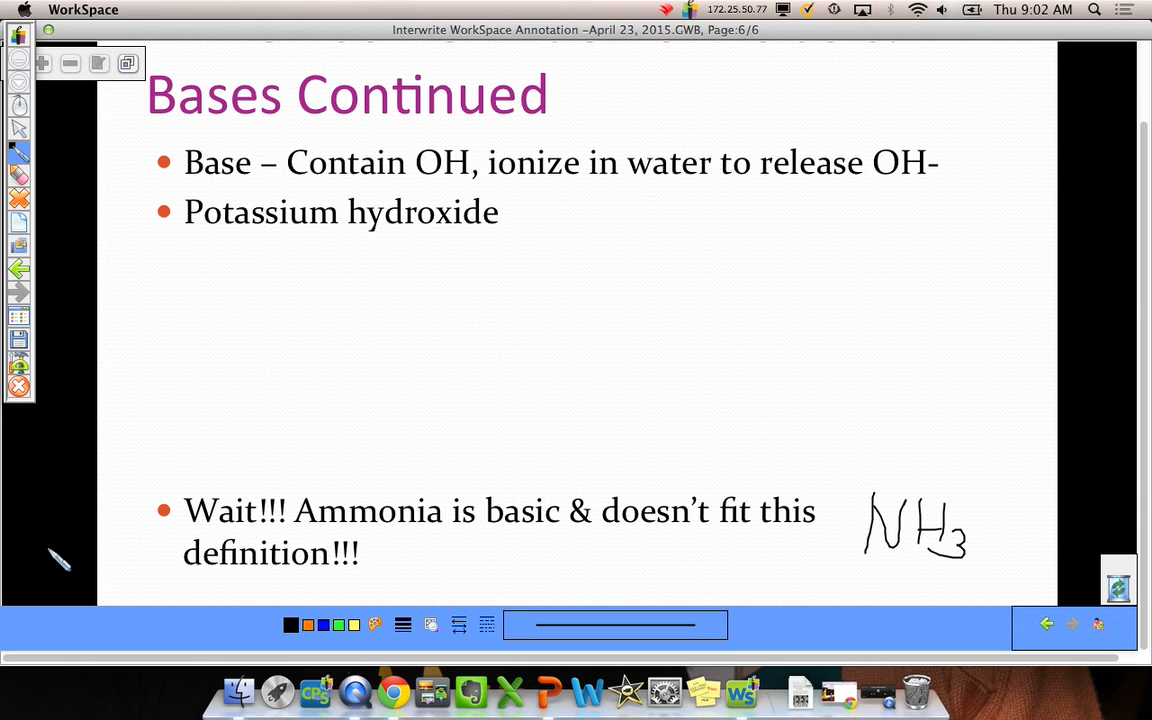 WorkSpace
172.25.50.77
Thu 9:02 AM
Interwrite WorkSpace Annotation –April 23, 2015.GWB, Page:6/6
Bases Continued
• Base – Contain OH, ionize in water to release OH-
• Potassium hydroxide
• Wait!!! Ammonia is basic & doesn’t fit this
definition!!!
NH3
CPS
X
P
W
WS